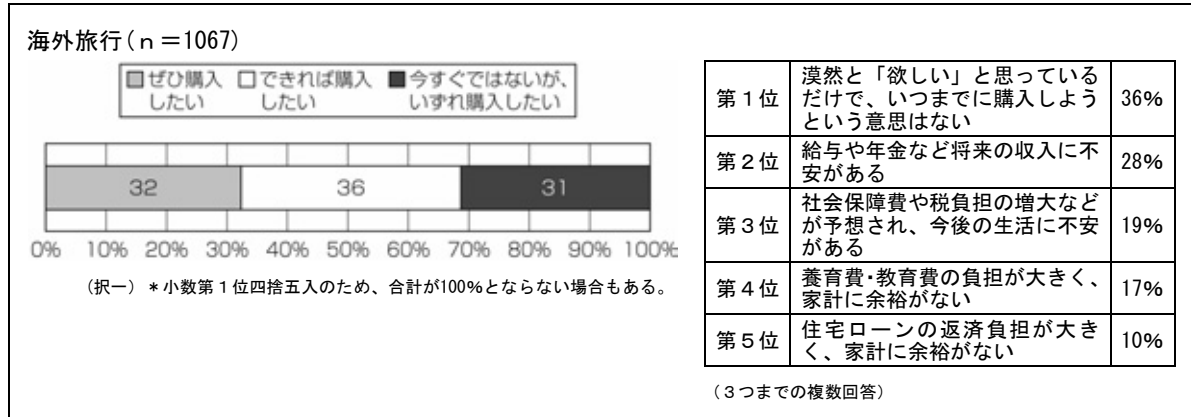 海外旅行(n=1067)
ぜひ購入 できれば購入 今すぐではないが、
したい したい いずれ購入したい
32 36 31
0% 10% 20% 30% 40% 50% 60% 70% 80% 90% 100%
(択一) *小数第1位四捨五入のため、合計が100%とならない場合もある。
第1位 漠然と「欲しい」と思っている
だけで、いつまでに購入しよう
という意思はない 36%
第2位 給与や年金など将来の収入に不
安がある 28%
第3位 社会保障費や税負担の増大など
が予想され、今後の生活に不安
がある 19%
第4位 養育費・教育費の負担が大きく、
家計に余裕がない 17%
第5位 住宅ローンの返済負担が大き
く、家計に余裕がない 10%
(3つまでの複数回答)